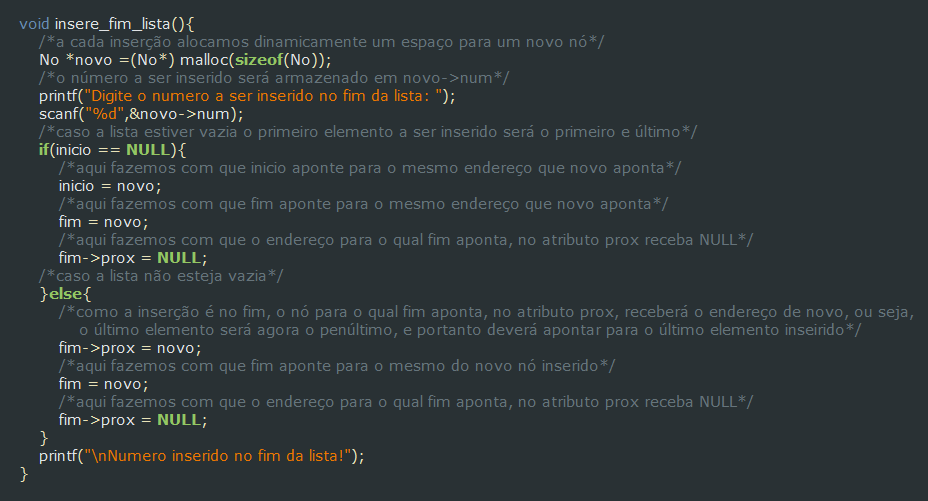 void insere_fim_lista(){
/*a cada inserção alocamos dinamicamente um espaço para um novo nó*/
No *novo =(No*) malloc(sizeof(No));
/*o número a ser inserido será armazenado em novo->num*/
printf("Digite o numero a ser inserido no fim da lista: ");
scanf("%d",&novo->num);
/*caso a lista estiver vazia o primeiro elemento a ser inserido será o primeiro e último*/
if(inicio == NULL){
/*aqui fazemos com que inicio aponte para o mesmo endereço que novo aponta*/
inicio = novo;
/*aqui fazemos com que fim aponte para o mesmo endereço que novo aponta*/
fim = novo;
/*aqui fazemos com que o endereço para o qual fim aponta, no atributo prox receba NULL*/
fim->prox = NULL;
/*caso a lista não esteja vazia*/
}else{
/*como a inserção é no fim, o nó para o qual fim aponta, no atributo prox, receberá o endereço de novo, ou seja,
o último elemento será agora o penúltimo, e portanto deverá apontar para o último elemento inseirido*/
fim->prox = novo;
/*aqui fazemos com que fim aponte para o mesmo do novo nó inserido*/
fim = novo;
/*aqui fazemos com que o endereço para o qual fim aponta, no atributo prox receba NULL*/
fim->prox = NULL;
}
printf("\nNumero inserido no fim da lista!");
}